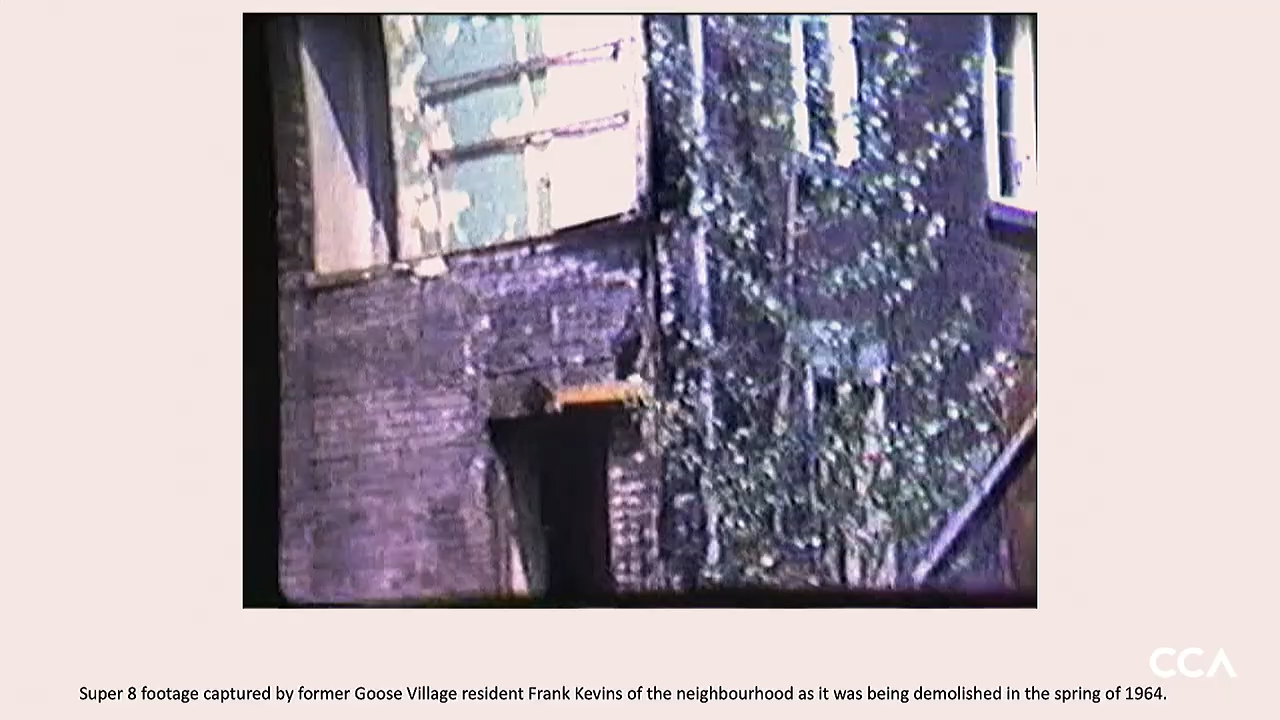 CCA
Super 8 footage captured by former Goose Village resident Frank Kevins of the neighbourhood as it was being demolished in the spring of 1964.